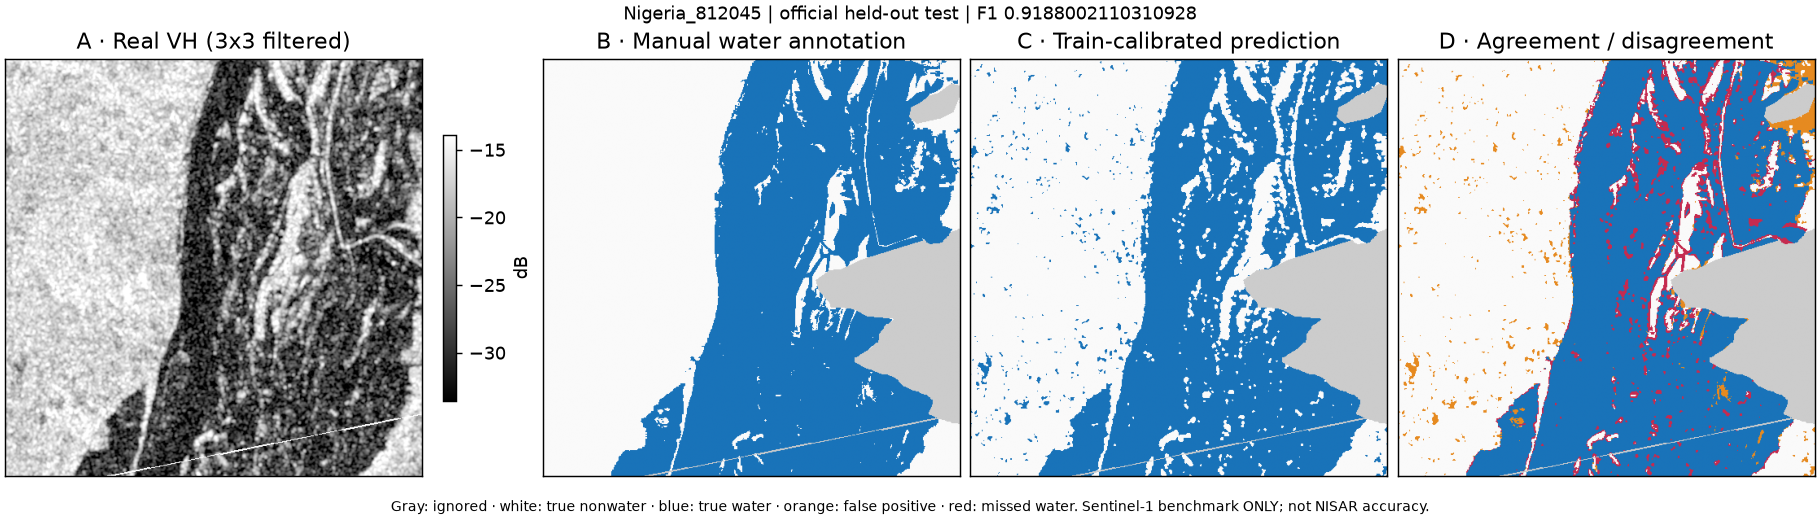 Nigeria_812045 | official held-out test | F1 0.9188002110310928
A · Real VH (3x3 filtered)
B · Manual water annotation
C · Train-calibrated prediction
D · Agreement / disagreement
−15
−20
−25
−30
dB
Gray: ignored · white: true nonwater · blue: true water · orange: false positive · red: missed water. Sentinel-1 benchmark ONLY; not NISAR accuracy.